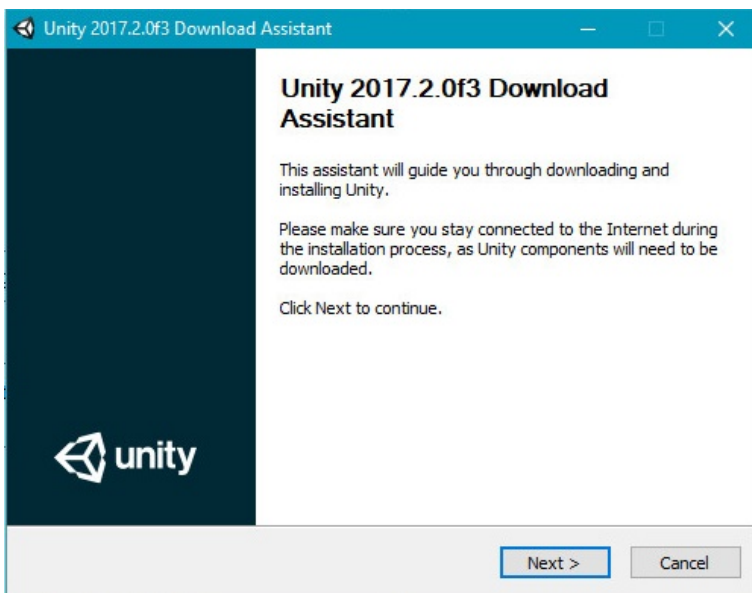 Unity 2017.2.0f3 Download Assistant
Unity 2017.2.0f3 Download
Assistant
This assistant will guide you through downloading and
installing Unity.
Please make sure you stay connected to the Internet during
the installation process, as Unity components will need to be
downloaded.
Click Next to continue.
unity
Next >
Cancel